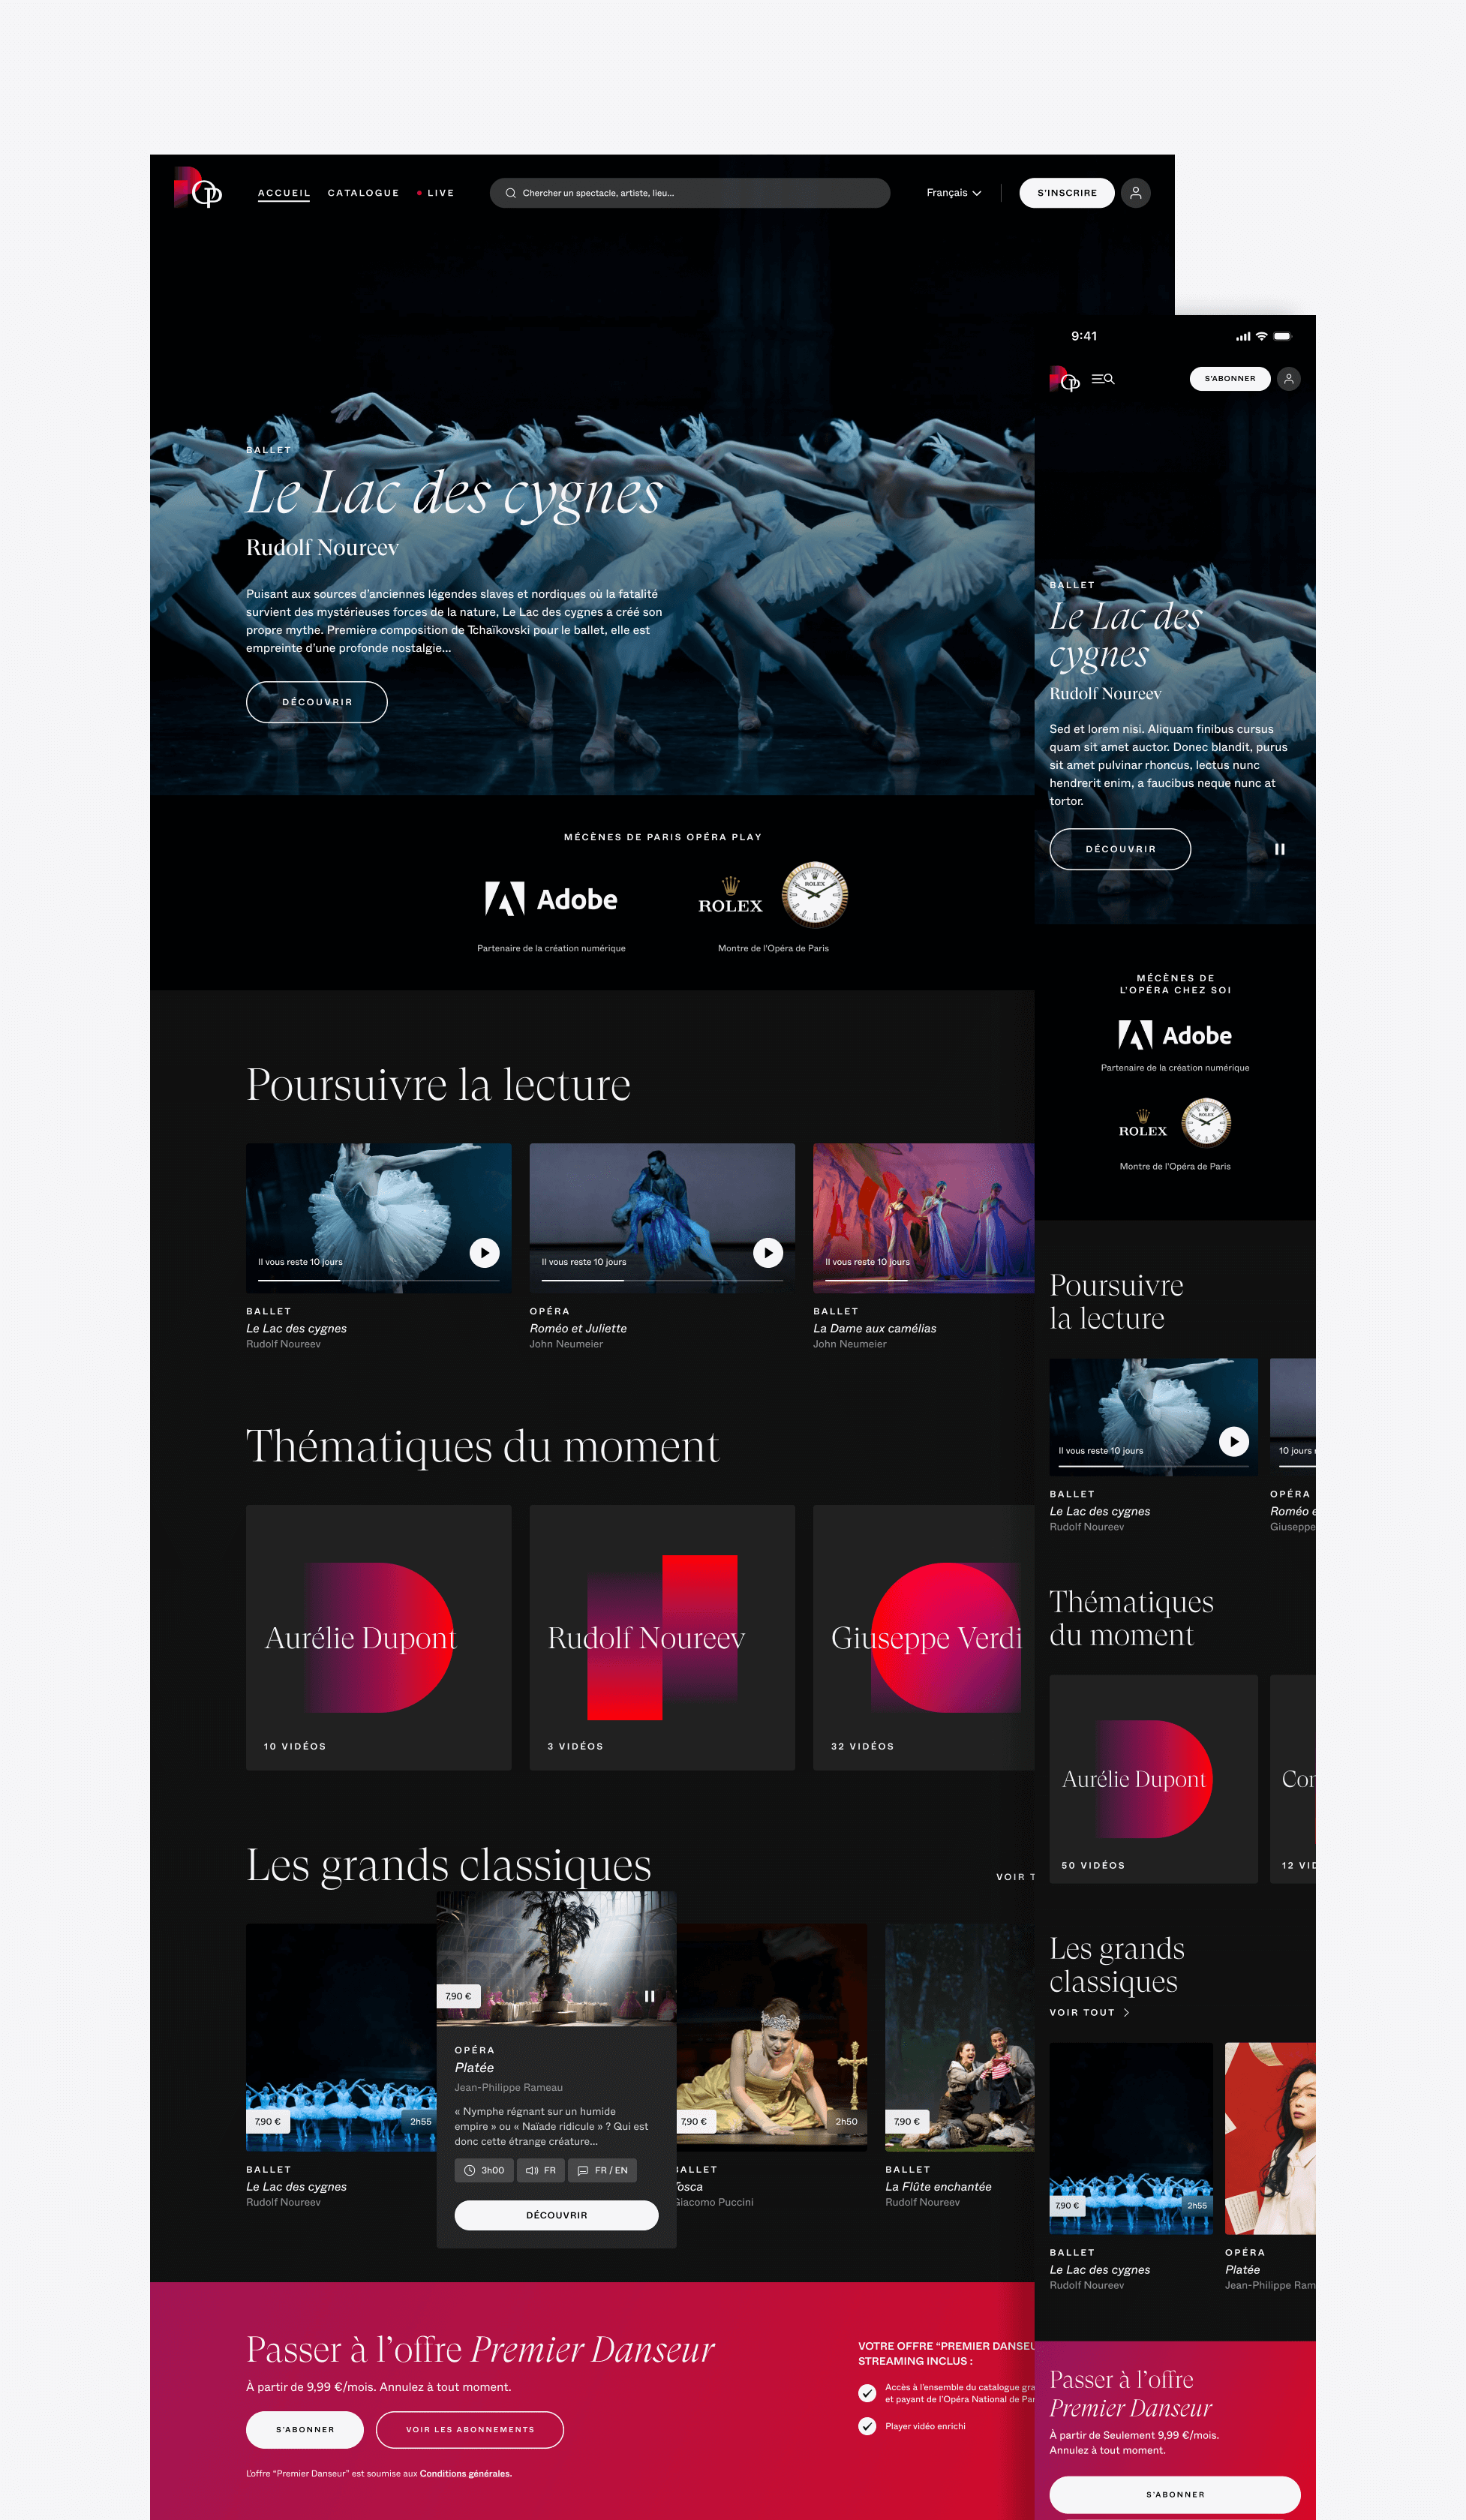 ACCUEIL CATALOGUE LIVE Chercher un spectacle, artiste, lieu... Français S'INSCRIRE
BALLET
Le Lac des cygnes
Rudolf Noureev
Puisant aux sources d'anciennes légendes slaves et nordiques où la fatalité
survient des mystérieuses forces de la nature, Le Lac des cygnes a créé son
propre mythe. Première composition de Tchaïkovski pour le ballet, elle est
empreinte d'une profonde nostalgie...
DÉCOUVRIR
MÉCÈNES DE PARIS OPÉRA PLAY
Adobe
ROLEX
ROLEX
Partenaire de la création numérique
Montre de l'Opéra de Paris
Poursuivre la lecture
Il vous reste 10 jours
BALLET
Le Lac des cygnes
Rudolf Noureev
Il vous reste 10 jours
OPÉRA
Roméo et Juliette
John Neumeier
Il vous reste 10 jours
BALLET
La Dame aux camélias
John Neumeier
Thématiques du moment
Aurélie Dupont
10 VIDÉOS
Rudolf Noureev
3 VIDÉOS
Giuseppe Verdi
32 VIDÉOS
Les grands classiques
VOIR T
7,90 €
2h55
BALLET
Le Lac des cygnes
Rudolf Noureev
7,90 €
OPÉRA
Platée
Jean-Philippe Rameau
« Nymphe régnant sur un humide
empire » ou « Naïade ridicule » ? Qui est
donc cette étrange créature...
3h00 FR FR / EN
DÉCOUVRIR
7,90 €
2h50
BALLET
Tosca
Giacomo Puccini
7,90 €
BALLET
La Flûte enchantée
Rudolf Noureev
Passer à l'offre Premier Danseur
À partir de 9,99 €/mois. Annulez à tout moment.
S'ABONNER
VOIR LES ABONNEMENTS
L'offre “Premier Danseur” est soumise aux Conditions générales.
VOTRE OFFRE “PREMIER DANSEU
STREAMING INCLUS :
Accès à l'ensemble du catalogue gra
et payant de l'Opéra National de Par
Player vidéo enrichi
9:41
S'ABONNER
BALLET
Le Lac des
cygnes
Rudolf Noureev
Sed et lorem nisi. Aliquam finibus cursus
quam sit amet auctor. Donec blandit, purus
sit amet pulvinar rhoncus, lectus nunc
hendrerit enim, a faucibus neque nunc at
tortor.
DÉCOUVRIR
MÉCÈNES DE
L'OPÉRA CHEZ SOI
Adobe
Partenaire de la création numérique
ROLEX
ROLEX
Montre de l'Opéra de Paris
Poursuivre
la lecture
Il vous reste 10 jours
BALLET
Le Lac des cygnes
Rudolf Noureev
10 jours
OPÉRA
Roméo
Giuseppe
Thématiques
du moment
Aurélie Dupont
50 VIDÉOS
Cor
12 VID
Les grands
classiques
VOIR TOUT
7,90 €
2h55
BALLET
Le Lac des cygnes
Rudolf Noureev
OPÉRA
Platée
Jean-Philippe Ram
Passer à l'offre
Premier Danseur
À partir de Seulement 9,99 €/mois.
Annulez à tout moment.
S'ABONNER